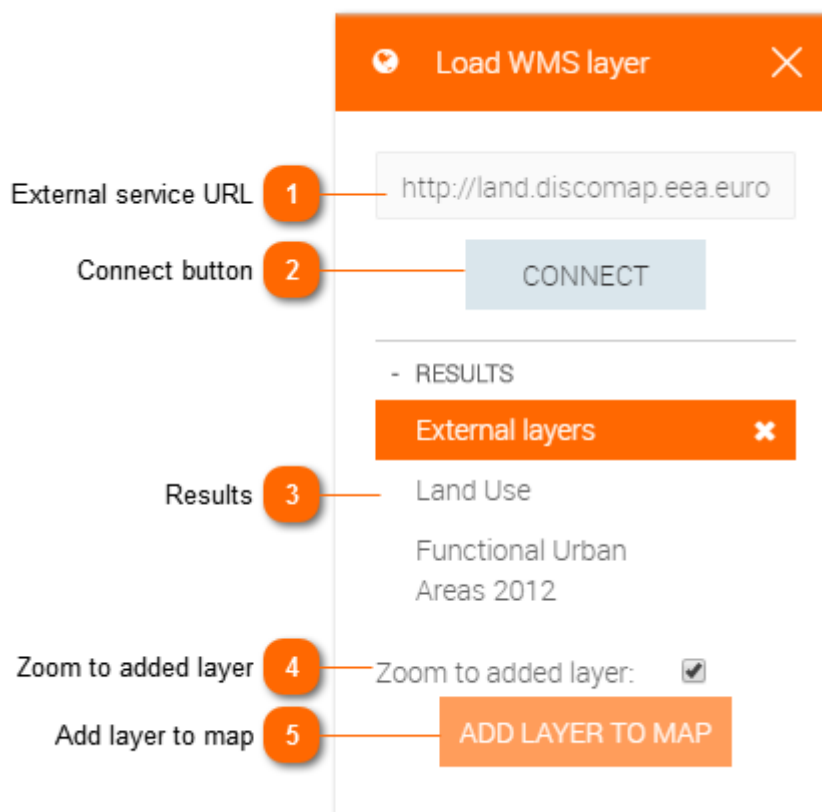 Load WMS layer
External service URL 1 http://land.discomap.eea.euro
Connect button 2 CONNECT
- RESULTS
External layers
Results 3 Land Use
Functional Urban
Areas 2012
Zoom to added layer 4 Zoom to added layer:
Add layer to map 5 ADD LAYER TO MAP